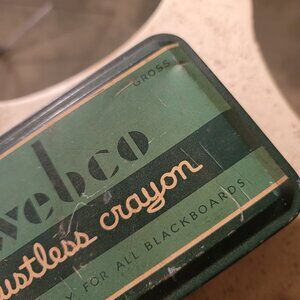 GROSS
webco
ustless crayon
FOR ALL BLACKBOARDS